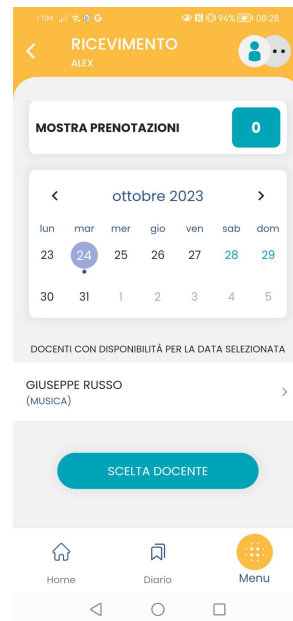 TIM G 94% 08:28
RICEVIMENTO
ALEX
MOSTRA PRENOTAZIONI 0
ottobre 2023
lun mar mer gio ven sab dom
23 24 25 26 27 28 29
30 31 1 2 3 4 5
DOCENTI CON DISPONIBILITÀ PER LA DATA SELEZIONATA
GIUSEPPE RUSSO
(MUSICA)
SCELTA DOCENTE
Home Diario Menu